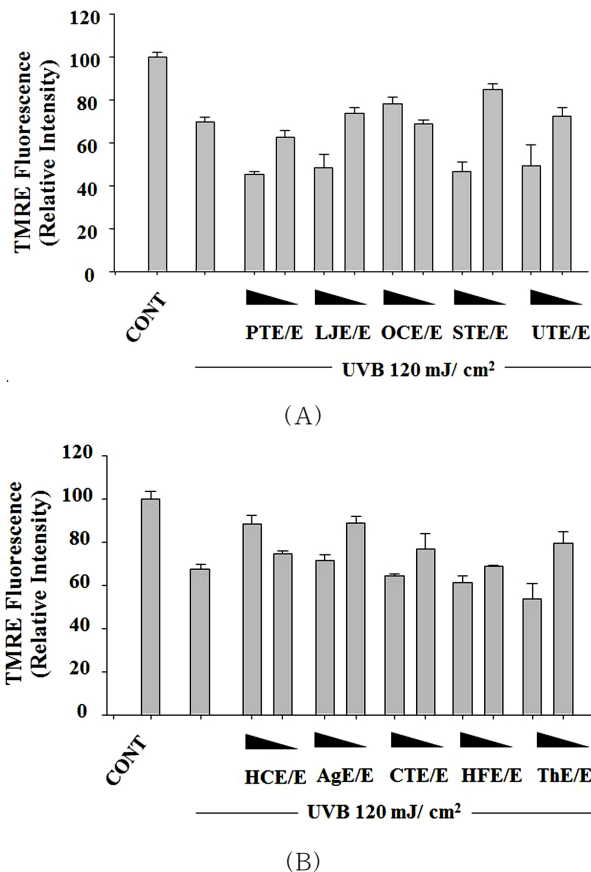 120
100
80
60
40
20
0
TMRE Fluorescence
(Relative Intensity)
CONT
PTE/E LJE/E OCE/E STE/E UTE/E
UVB 120 mJ/ cm²
(A)
120
100
80
60
40
20
0
TMRE Fluorescence
(Relative Intensity)
CONT
HCE/E AgE/E CTE/E HFE/E ThE/E
UVB 120 mJ/ cm²
(B)